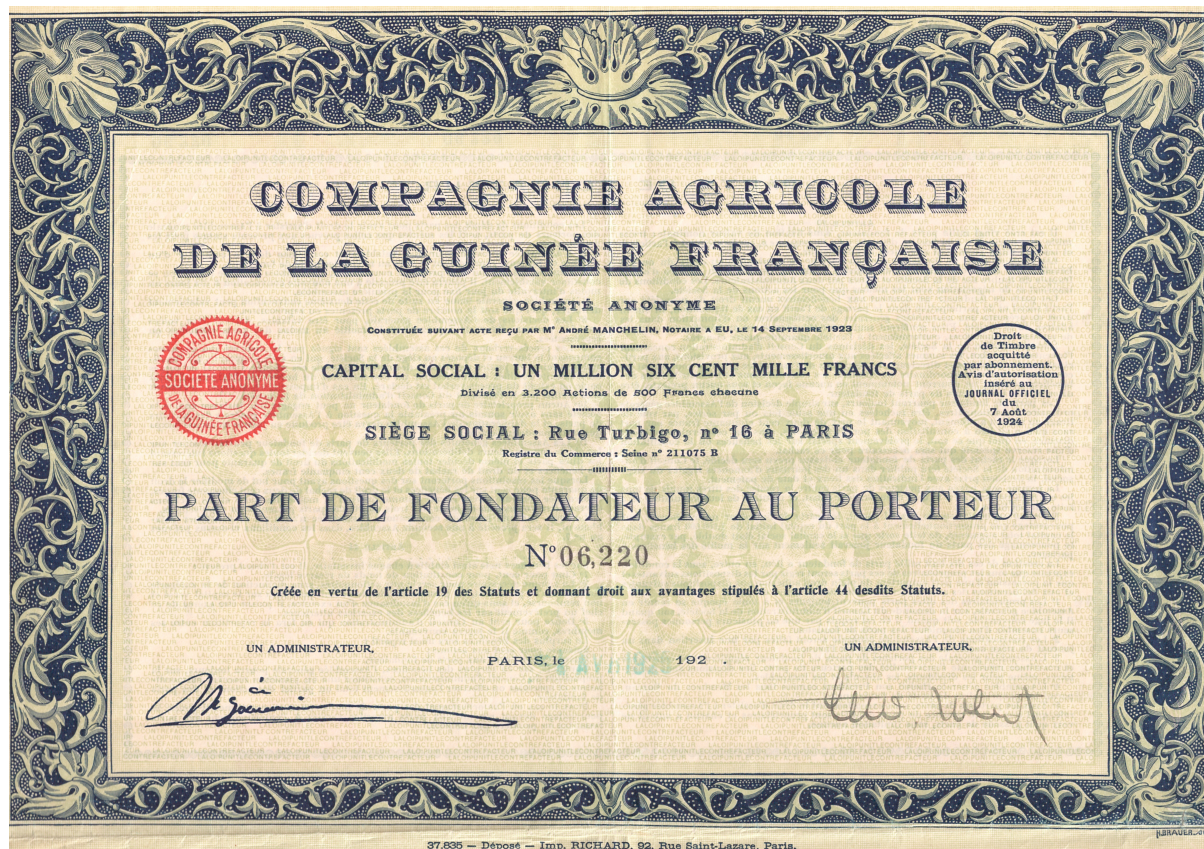 COMPAGNIE AGRICOLE
DE LA GUINÉE FRANÇAISE
SOCIÉTÉ ANONYME
CONSTITUÉE SUIVANT ACTE REÇU PAR Mᵉ ANDRÉ MANCHELIN, NOTAIRE A EU, LE 14 SEPTEMBRE 1923
CAPITAL SOCIAL : UN MILLION SIX CENT MILLE FRANCS
Divisé en 3.200 Actions de 500 Francs chacune
SIÈGE SOCIAL : Rue Turbigo, nº 16 à PARIS
Registre du Commerce : Seine nº 211075 B
COMPAGNIE AGRICOLE
SOCIÉTÉ ANONYME
DE LA GUINÉE FRANÇAISE
Droit
de Timbre
acquitté
par abonnement.
Avis d'autorisation
inséré au
JOURNAL OFFICIEL
du
7 Août
1924
PART DE FONDATEUR AU PORTEUR
Nº 06,220
Créée en vertu de l'article 19 des Statuts et donnant droit aux avantages stipulés à l'article 44 desdits Statuts.
UN ADMINISTRATEUR,
PARIS, le 192 .
UN ADMINISTRATEUR,
37.835 — Déposé — Imp. RICHARD, 92, Rue Saint-Lazare, Paris.